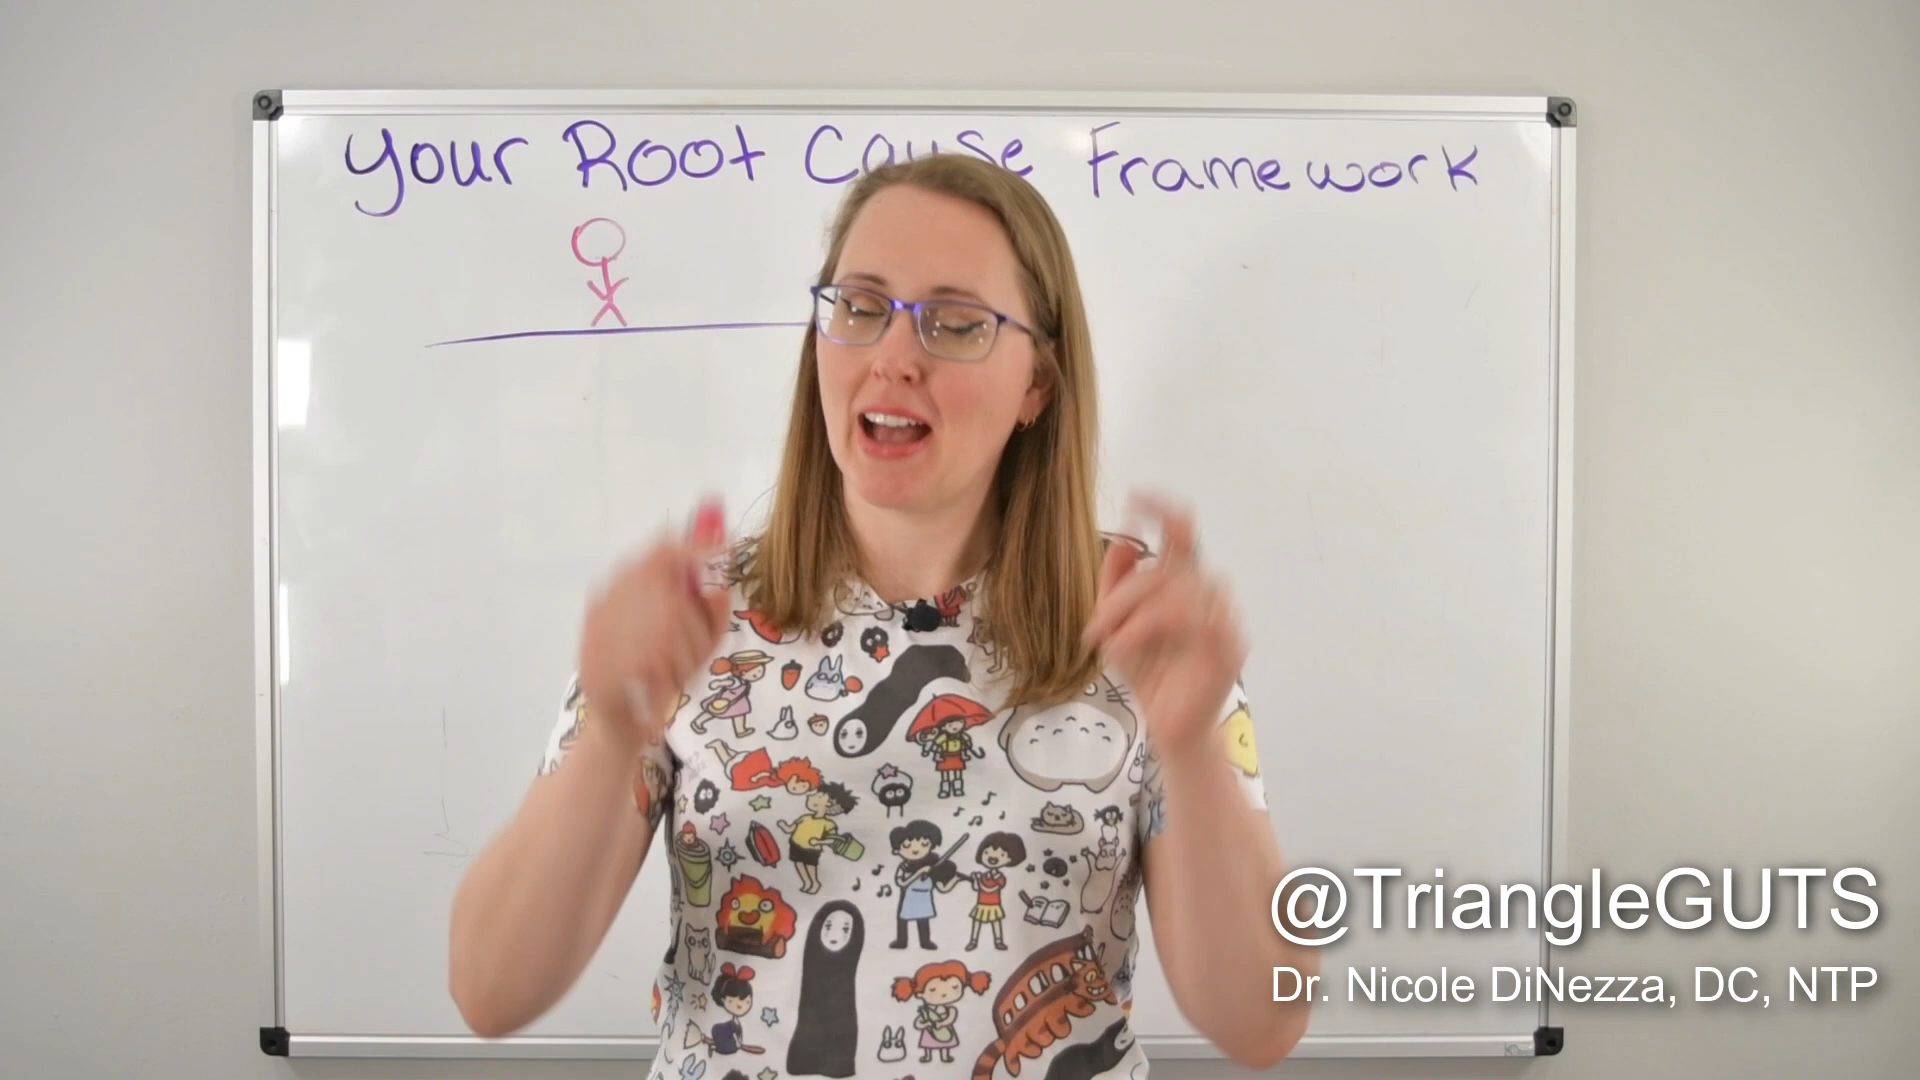 Your Root Cause Framework
@TriangleGUTS
Dr. Nicole DiNezza, DC, NTP